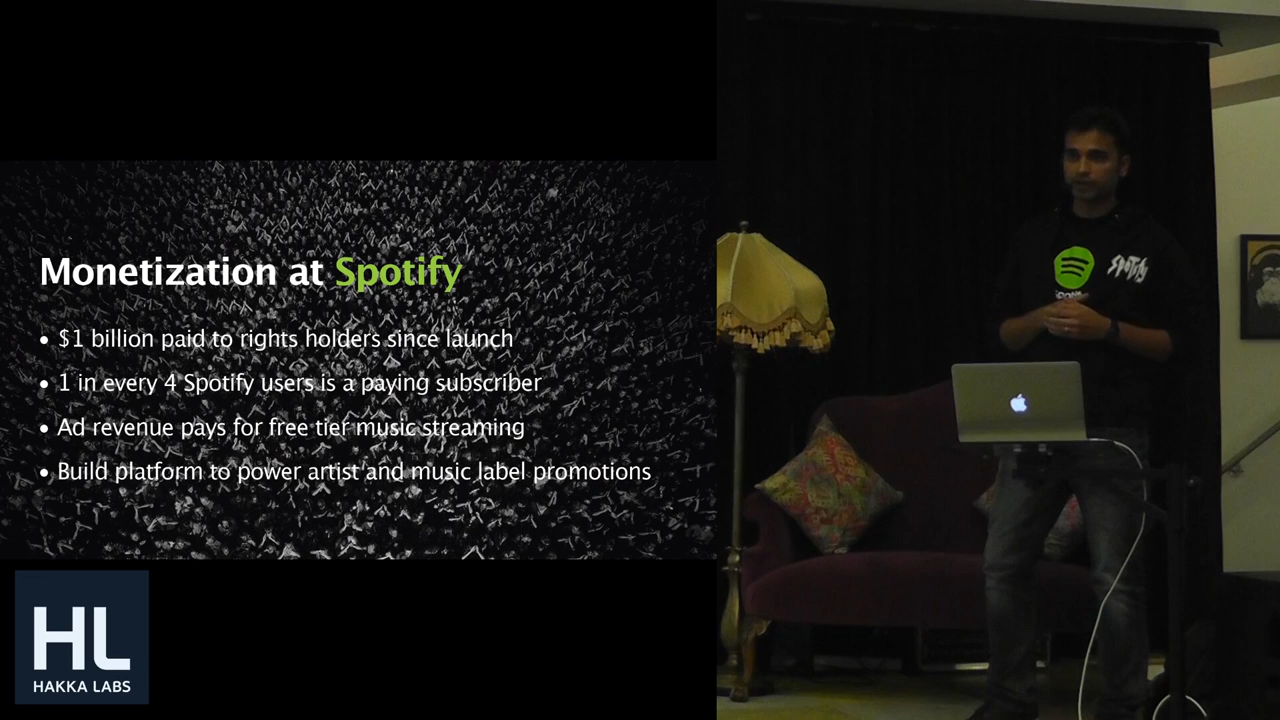 Monetization at Spotify
• $1 billion paid to rights holders since launch
• 1 in every 4 Spotify users is a paying subscriber
• Ad revenue pays for free tier music streaming
• Build platform to power artist and music label promotions
HL
HAKKA LABS
Spotify
SPOTIFY